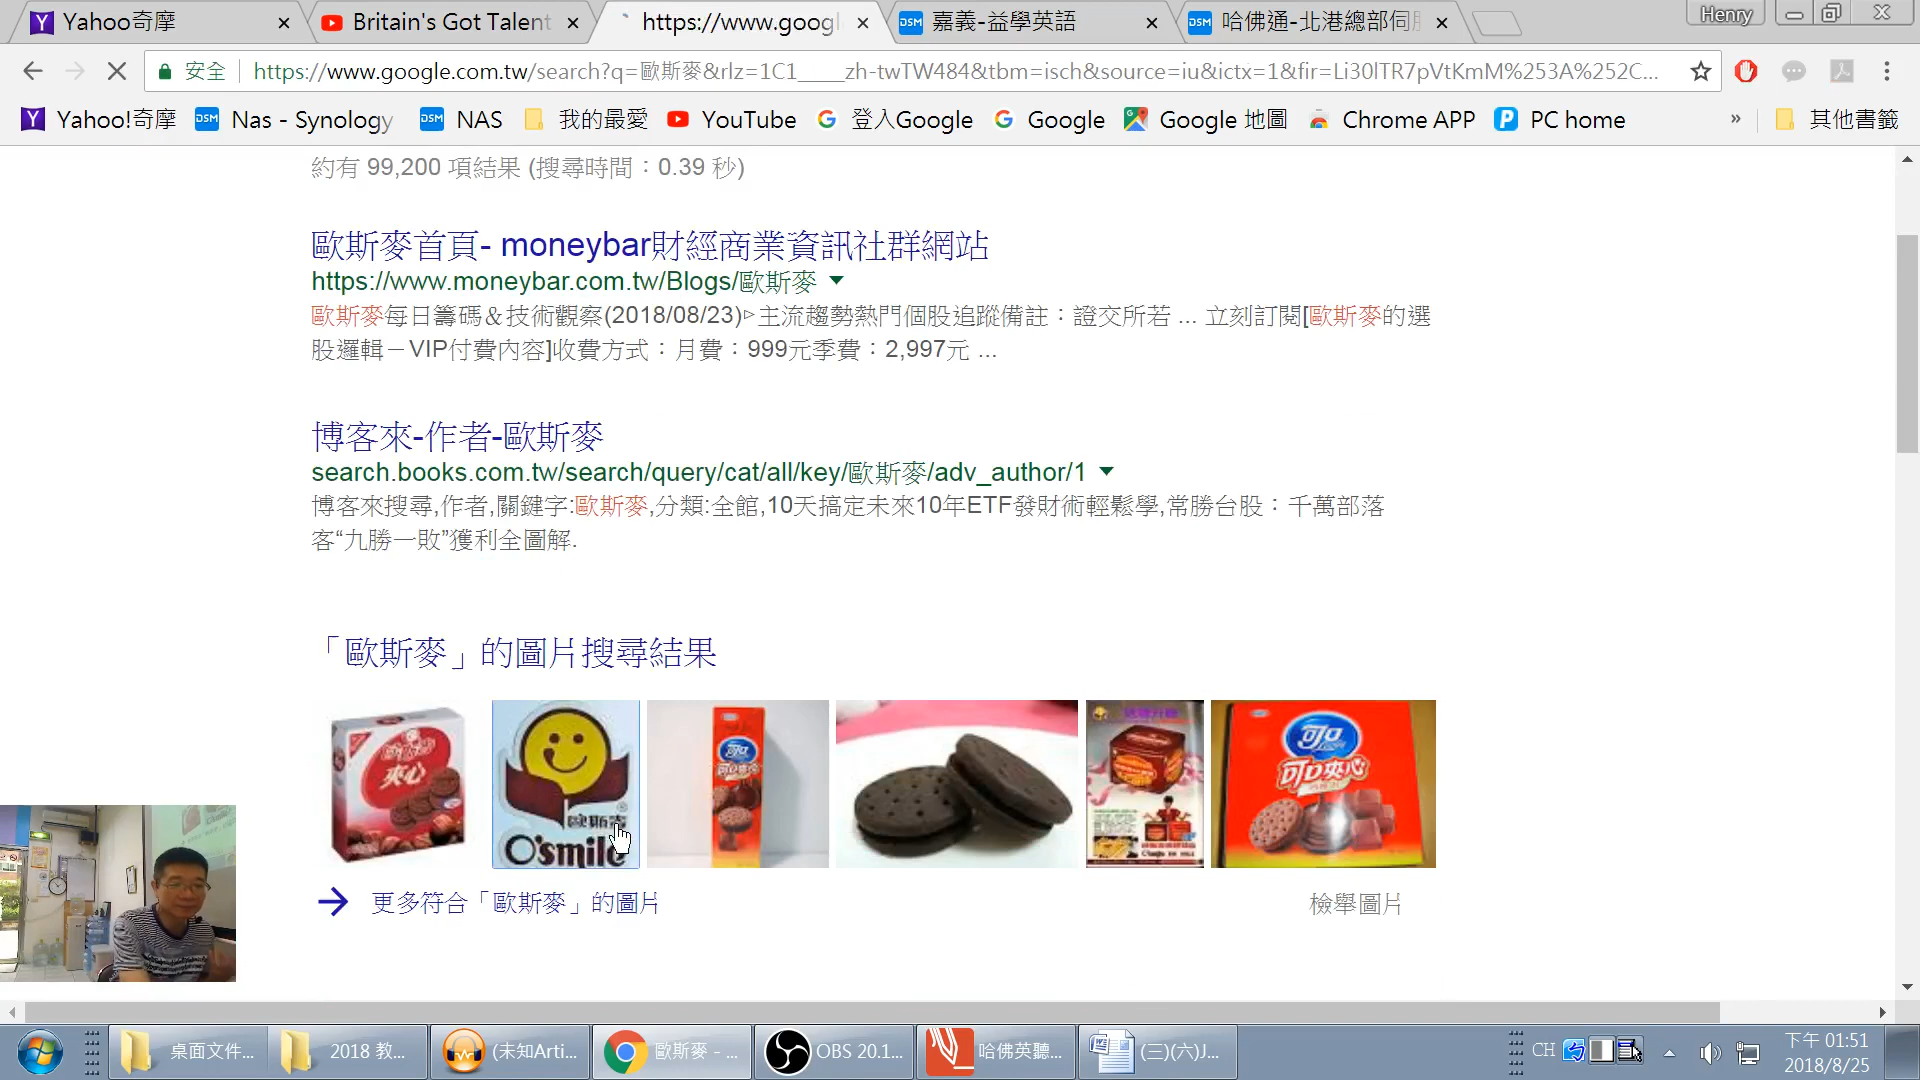 Yahoo奇摩
Britain's Got Talent
https://www.googl
嘉義-益學英語
哈佛通-北港總部伺服
Henry
安全
https://www.google.com.tw/search?q=歐斯麥&rlz=1C1____zh-twTW484&tbm=isch&source=iu&ictx=1&fir=Li30lTR7pVtKmM%253A%252C...
Yahoo!奇摩
Nas - Synology
NAS
我的最愛
YouTube
登入Google
Google
Google 地圖
Chrome APP
PC home
»
其他書籤
約有 99,200 項結果 (搜尋時間：0.39 秒)
歐斯麥首頁- moneybar財經商業資訊社群網站
https://www.moneybar.com.tw/Blogs/歐斯麥
歐斯麥每日籌碼＆技術觀察(2018/08/23)▹主流趨勢熱門個股追蹤備註：證交所若 ... 立刻訂閱[歐斯麥的選
股邏輯－VIP付費內容]收費方式：月費：999元季費：2,997元 ...
博客來-作者-歐斯麥
search.books.com.tw/search/query/cat/all/key/歐斯麥/adv_author/1
博客來搜尋,作者,關鍵字:歐斯麥,分類:全館,10天搞定未來10年ETF發財術輕鬆學,常勝台股：千萬部落
客“九勝一敗”獲利全圖解.
「歐斯麥」的圖片搜尋結果
夾心
歐斯麥
O'smile
可口
可口
可口夾心
更多符合「歐斯麥」的圖片
檢舉圖片
桌面文件...
2018 教...
(未知Arti...
歐斯麥 - ...
OBS 20.1...
哈佛英聽...
(三)(六)J...
CH
下午 01:51
2018/8/25